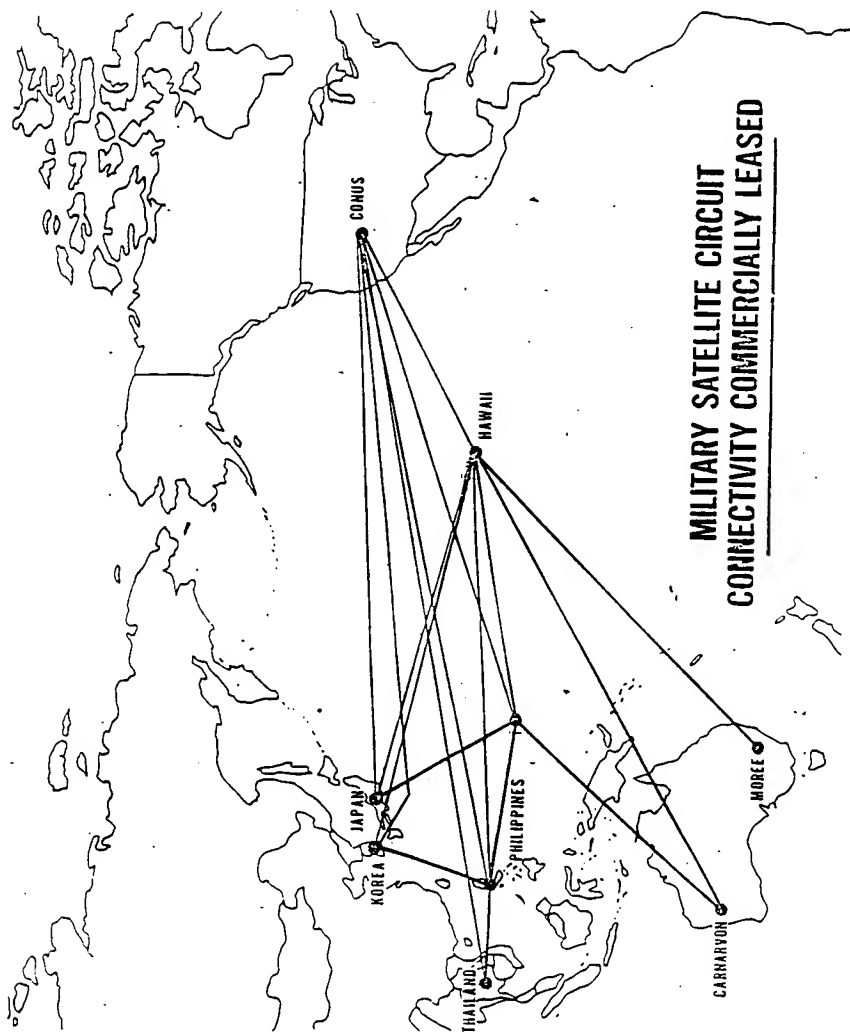 CONUS
HAWAII
JAPAN
KOREA
PHILIPPINES
THAILAND
CARNARVON
MOREE
MILITARY SATELLITE CIRCUIT
CONNECTIVITY COMMERCIALLY LEASED